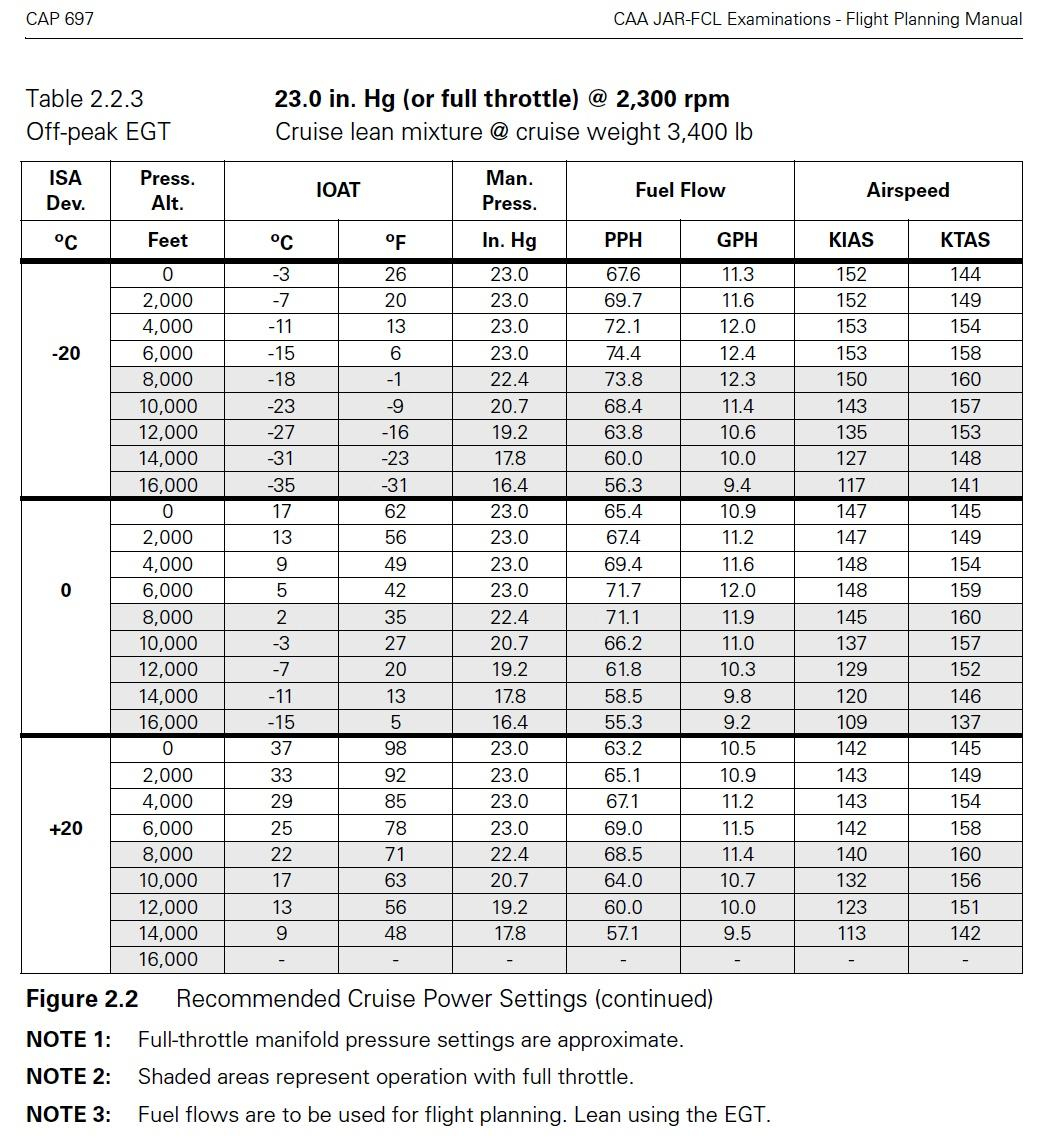 CAP 697 CAA JAR-FCL Examinations - Flight Planning Manual
Table 2.2.3 23.0 in. Hg (or full throttle) @ 2,300 rpm
Off-peak EGT Cruise lean mixture @ cruise weight 3,400 lb
ISA Dev. Press. Alt. IOAT Man. Press. Fuel Flow Airspeed
ºC Feet ºC ºF In. Hg PPH GPH KIAS KTAS
0 -3 26 23.0 67.6 11.3 152 144
2,000 -7 20 23.0 69.7 11.6 152 149
4,000 -11 13 23.0 72.1 12.0 153 154
-20 6,000 -15 6 23.0 74.4 12.4 153 158
8,000 -18 -1 22.4 73.8 12.3 150 160
10,000 -23 -9 20.7 68.4 11.4 143 157
12,000 -27 -16 19.2 63.8 10.6 135 153
14,000 -31 -23 17.8 60.0 10.0 127 148
16,000 -35 -31 16.4 56.3 9.4 117 141
0 17 62 23.0 65.4 10.9 147 145
2,000 13 56 23.0 67.4 11.2 147 149
4,000 9 49 23.0 69.4 11.6 148 154
0 6,000 5 42 23.0 71.7 12.0 148 159
8,000 2 35 22.4 71.1 11.9 145 160
10,000 -3 27 20.7 66.2 11.0 137 157
12,000 -7 20 19.2 61.8 10.3 129 152
14,000 -11 13 17.8 58.5 9.8 120 146
16,000 -15 5 16.4 55.3 9.2 109 137
0 37 98 23.0 63.2 10.5 142 145
2,000 33 92 23.0 65.1 10.9 143 149
4,000 29 85 23.0 67.1 11.2 143 154
+20 6,000 25 78 23.0 69.0 11.5 142 158
8,000 22 71 22.4 68.5 11.4 140 160
10,000 17 63 20.7 64.0 10.7 132 156
12,000 13 56 19.2 60.0 10.0 123 151
14,000 9 48 17.8 57.1 9.5 113 142
16,000 - - - - - - -
Figure 2.2 Recommended Cruise Power Settings (continued)
NOTE 1: Full-throttle manifold pressure settings are approximate.
NOTE 2: Shaded areas represent operation with full throttle.
NOTE 3: Fuel flows are to be used for flight planning. Lean using the EGT.